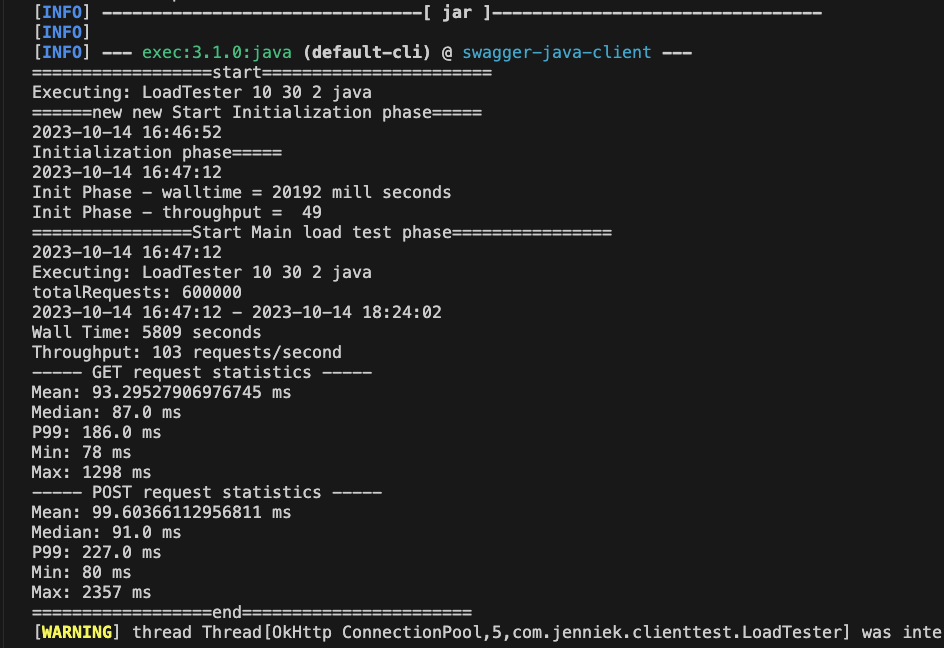 [INFO] --------------------------------[ jar ]---------------------------------
[INFO]
[INFO] --- exec:3.1.0:java (default-cli) @ swagger-java-client ---
==================start=======================
Executing: LoadTester 10 30 2 java
======new new Start Initialization phase=====
2023-10-14 16:46:52
Initialization phase=====
2023-10-14 16:47:12
Init Phase - walltime = 20192 mill seconds
Init Phase - throughput =  49
================Start Main load test phase================
2023-10-14 16:47:12
Executing: LoadTester 10 30 2 java
totalRequests: 600000
2023-10-14 16:47:12 - 2023-10-14 18:24:02
Wall Time: 5809 seconds
Throughput: 103 requests/second
----- GET request statistics -----
Mean: 93.29527906976745 ms
Median: 87.0 ms
P99: 186.0 ms
Min: 78 ms
Max: 1298 ms
----- POST request statistics -----
Mean: 99.60366112956811 ms
Median: 91.0 ms
P99: 227.0 ms
Min: 80 ms
Max: 2357 ms
==================end=======================
[WARNING] thread Thread[OkHttp ConnectionPool,5,com.jenniek.clienttest.LoadTester] was inte